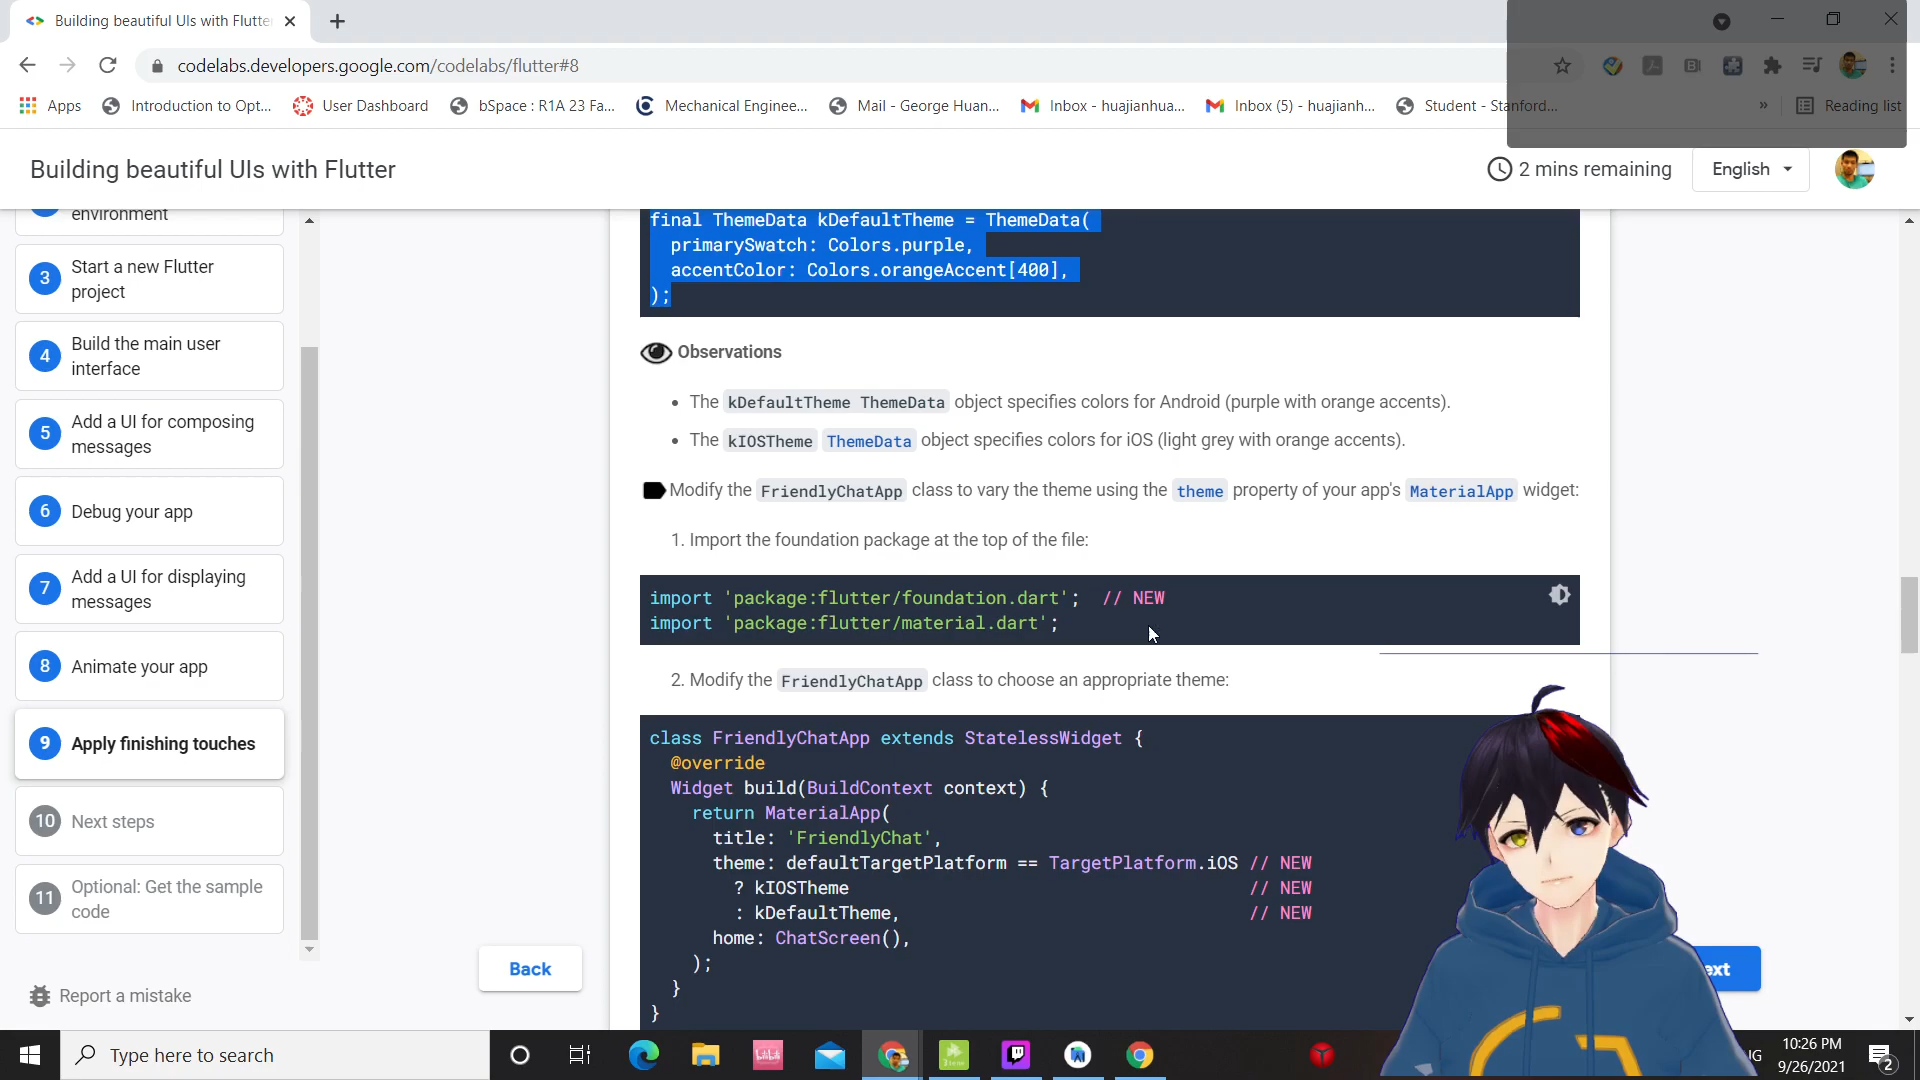 Building beautiful UIs with Flutte
codelabs.developers.google.com/codelabs/flutter#8
Apps
Introduction to Opt...
User Dashboard
bSpace : R1A 23 Fa...
Mechanical Enginee...
Mail - George Huan...
Inbox - huajianhua...
Inbox (5) - huajianh...
Student - Stanford...
»
Reading list
Building beautiful UIs with Flutter
2 mins remaining
English
environment
3 Start a new Flutter
project
4 Build the main user
interface
5 Add a UI for composing
messages
6 Debug your app
7 Add a UI for displaying
messages
8 Animate your app
9 Apply finishing touches
10 Next steps
11 Optional: Get the sample
code
Report a mistake
final ThemeData kDefaultTheme = ThemeData(
primarySwatch: Colors.purple,
accentColor: Colors.orangeAccent[400],
);
Observations
• The kDefaultTheme ThemeData object specifies colors for Android (purple with orange accents).
• The kIOSTheme ThemeData object specifies colors for iOS (light grey with orange accents).
Modify the FriendlyChatApp class to vary the theme using the theme property of your app's MaterialApp widget:
1. Import the foundation package at the top of the file:
import 'package:flutter/foundation.dart'; // NEW
import 'package:flutter/material.dart';
2. Modify the FriendlyChatApp class to choose an appropriate theme:
class FriendlyChatApp extends StatelessWidget {
@override
Widget build(BuildContext context) {
return MaterialApp(
title: 'FriendlyChat',
theme: defaultTargetPlatform == TargetPlatform.iOS // NEW
? kIOSTheme // NEW
: kDefaultTheme, // NEW
home: ChatScreen(),
);
}
}
Back
ext
Type here to search
IG
10:26 PM
9/26/2021
2